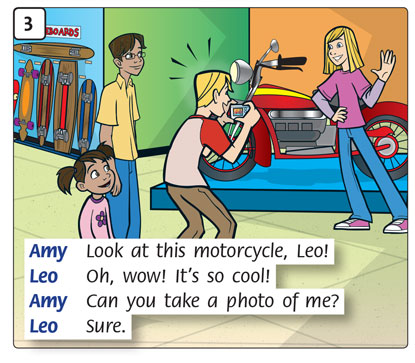 3
BOARDS
Amy Look at this motorcycle, Leo!
Leo Oh, wow! It's so cool!
Amy Can you take a photo of me?
Leo Sure.